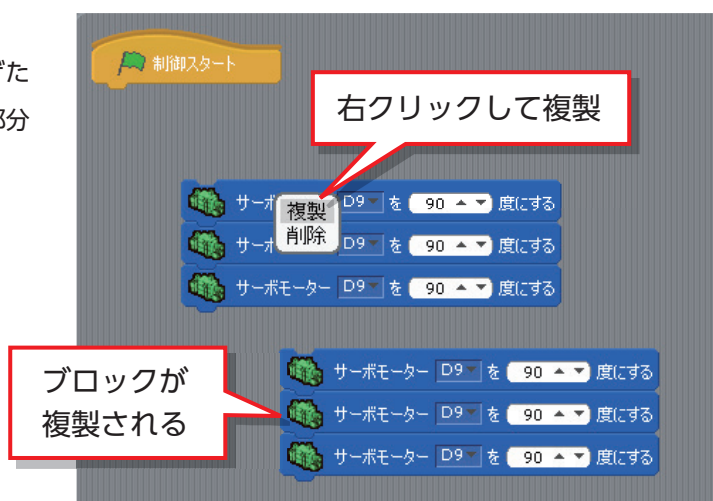 げた
部分
制御スタート
右クリックして複製
サーボ D9 を 90 度にする
複製
削除
サーボ D9 を 90 度にする
サーボモーター D9 を 90 度にする
ブロックが
複製される
サーボモーター D9 を 90 度にする
サーボモーター D9 を 90 度にする
サーボモーター D9 を 90 度にする